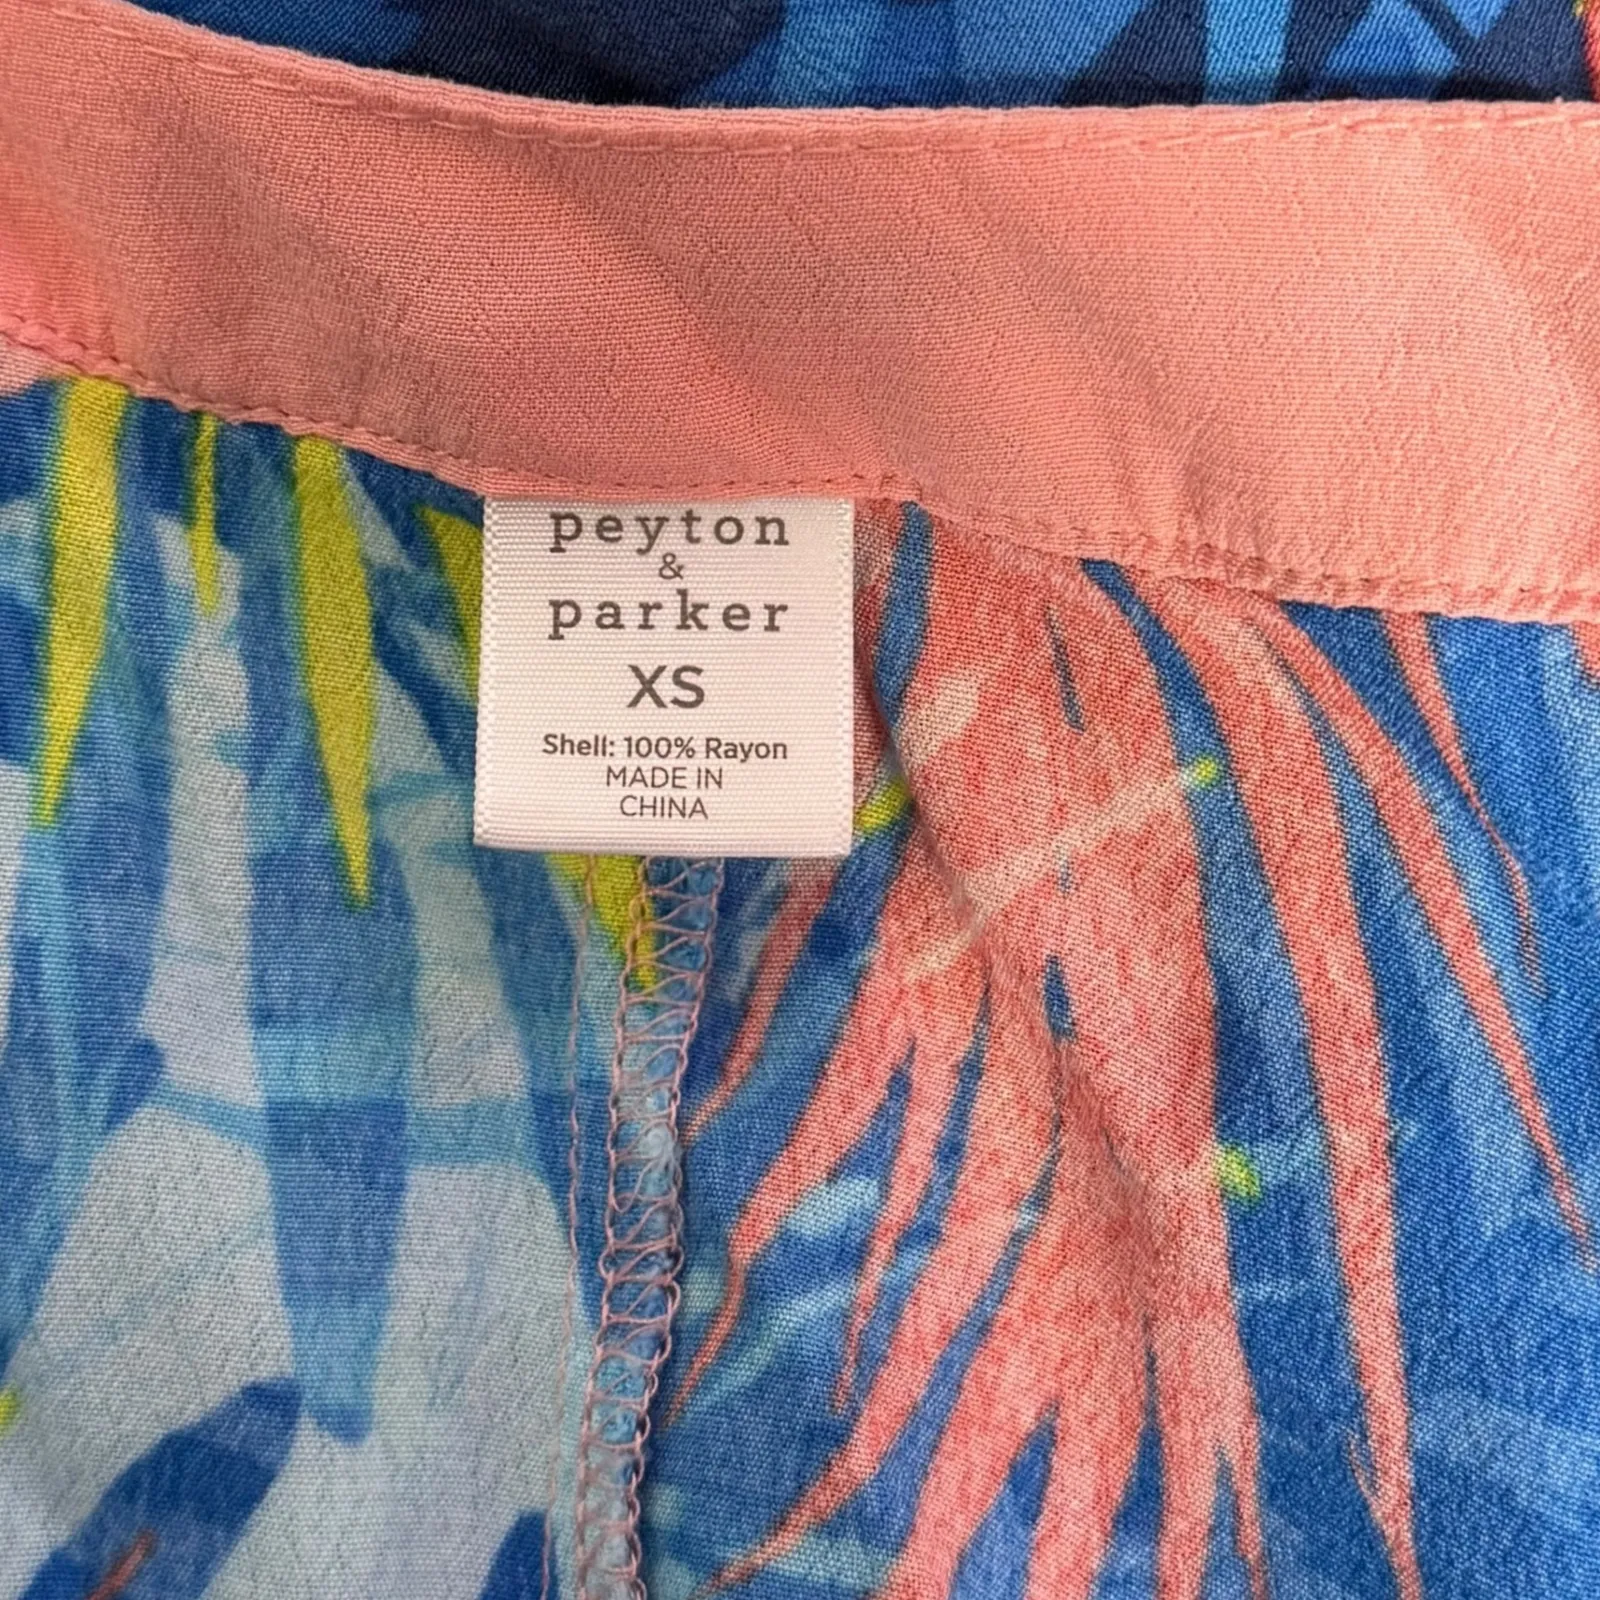 peyton
&
parker
XS
Shell: 100% Rayon
MADE IN
CHINA